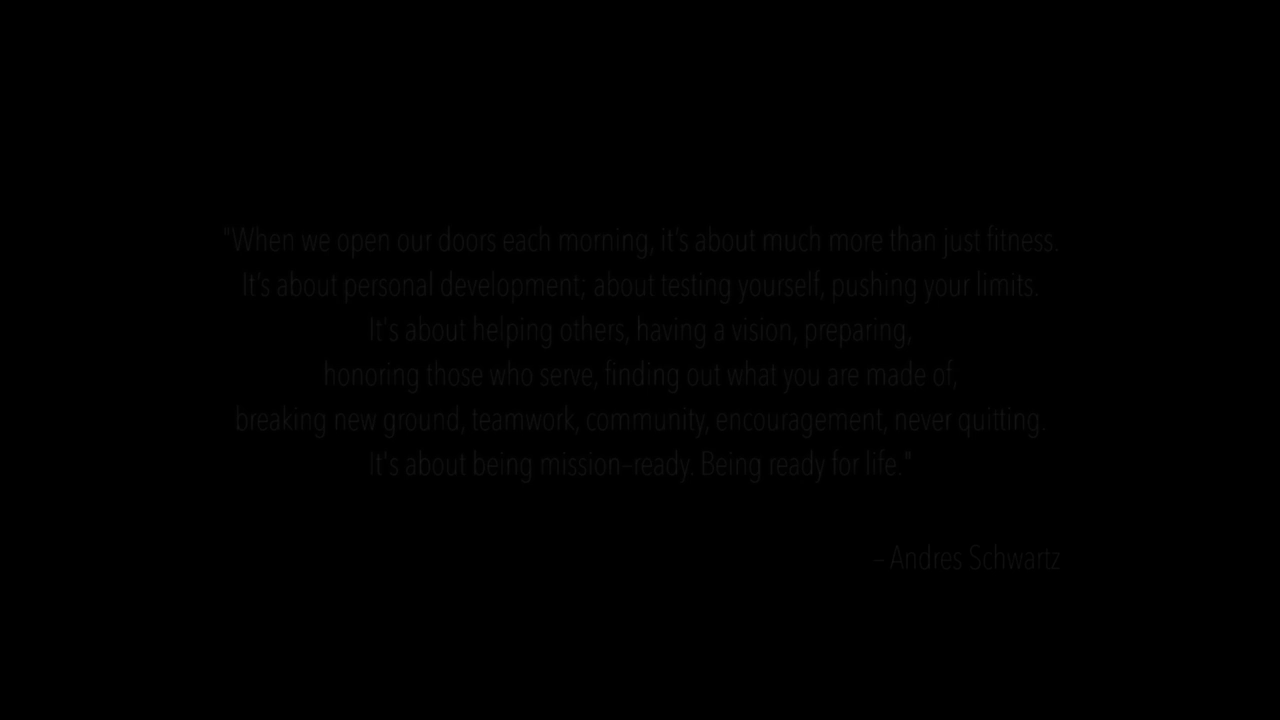 "When we open our doors each morning, it's about much more than just fitness.
It's about personal development; about testing yourself, pushing your limits.
It's about helping others, having a vision, preparing,
honoring those who serve, finding out what you are made of,
breaking new ground, teamwork, community, encouragement, never quitting.
It's about being mission–ready. Being ready for life."
– Andres Schwartz